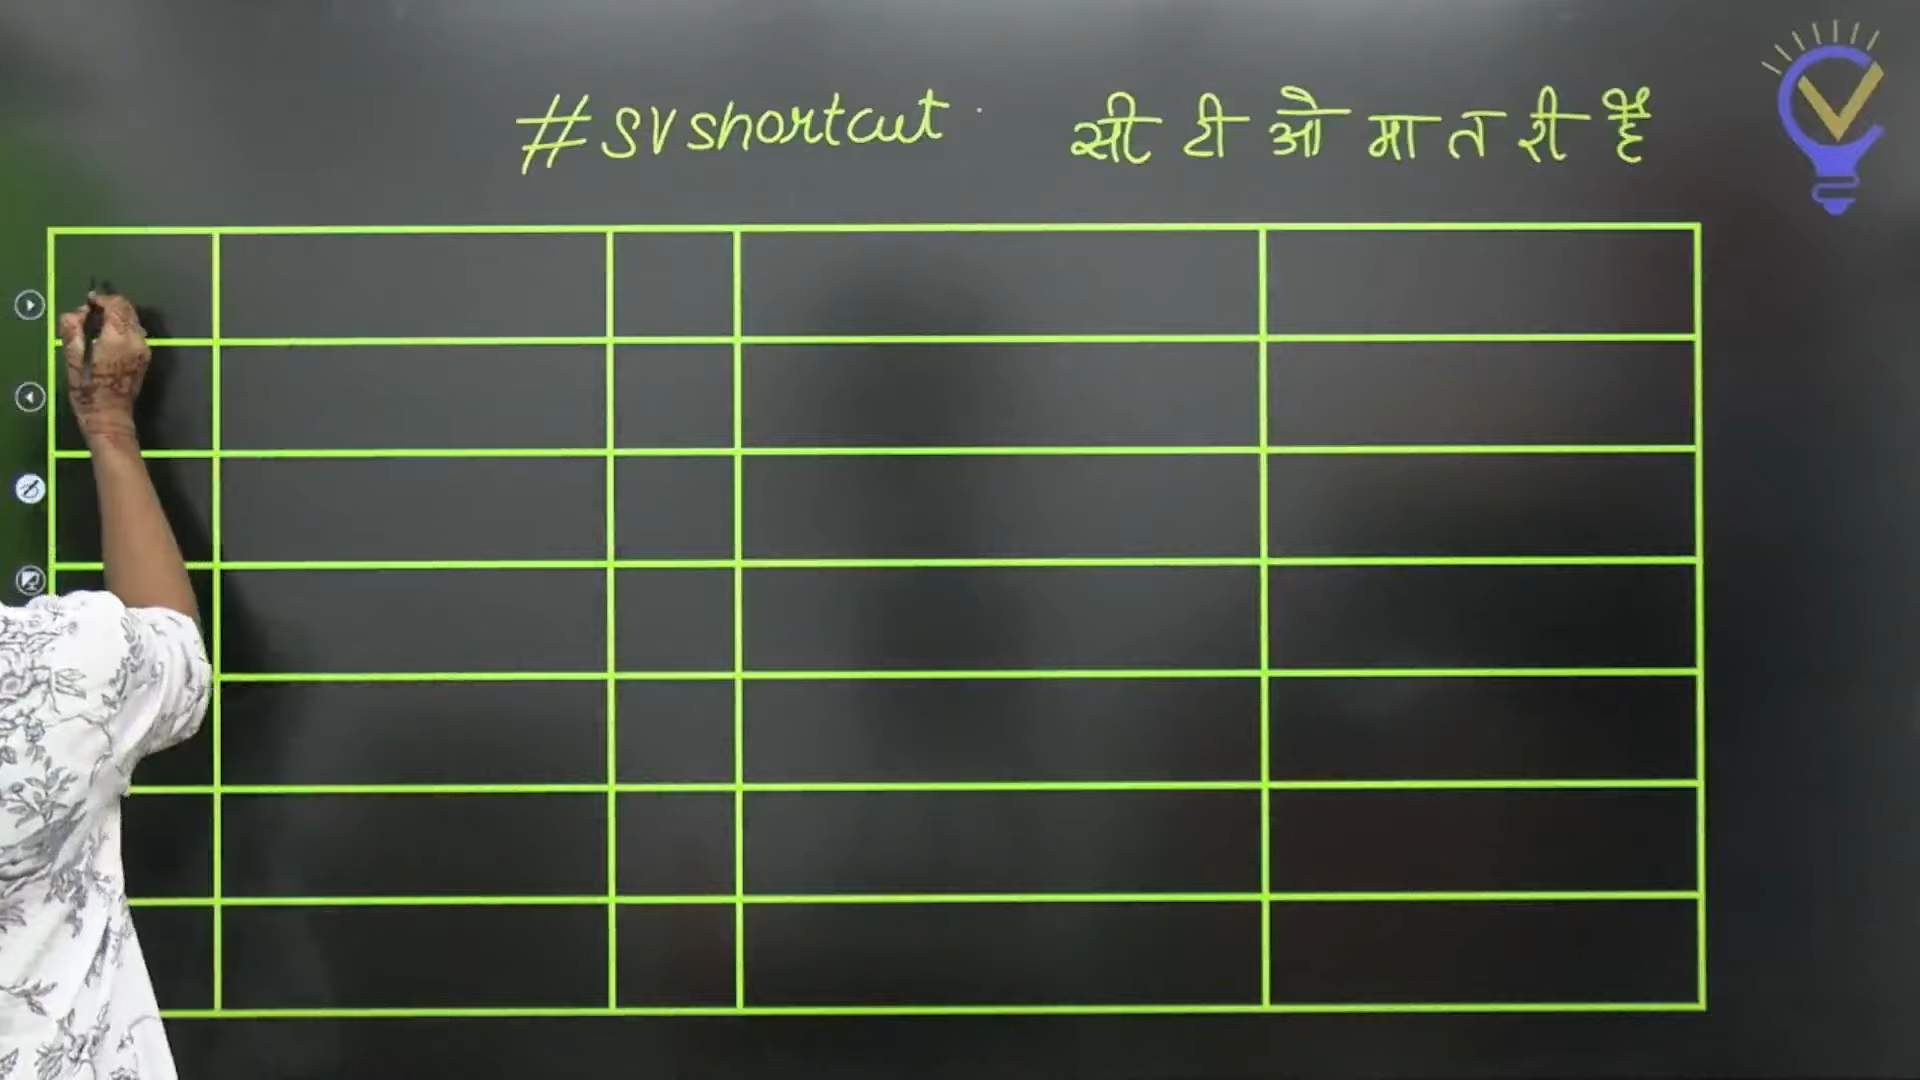 #SVshortcut सी टी ओ मा त री है